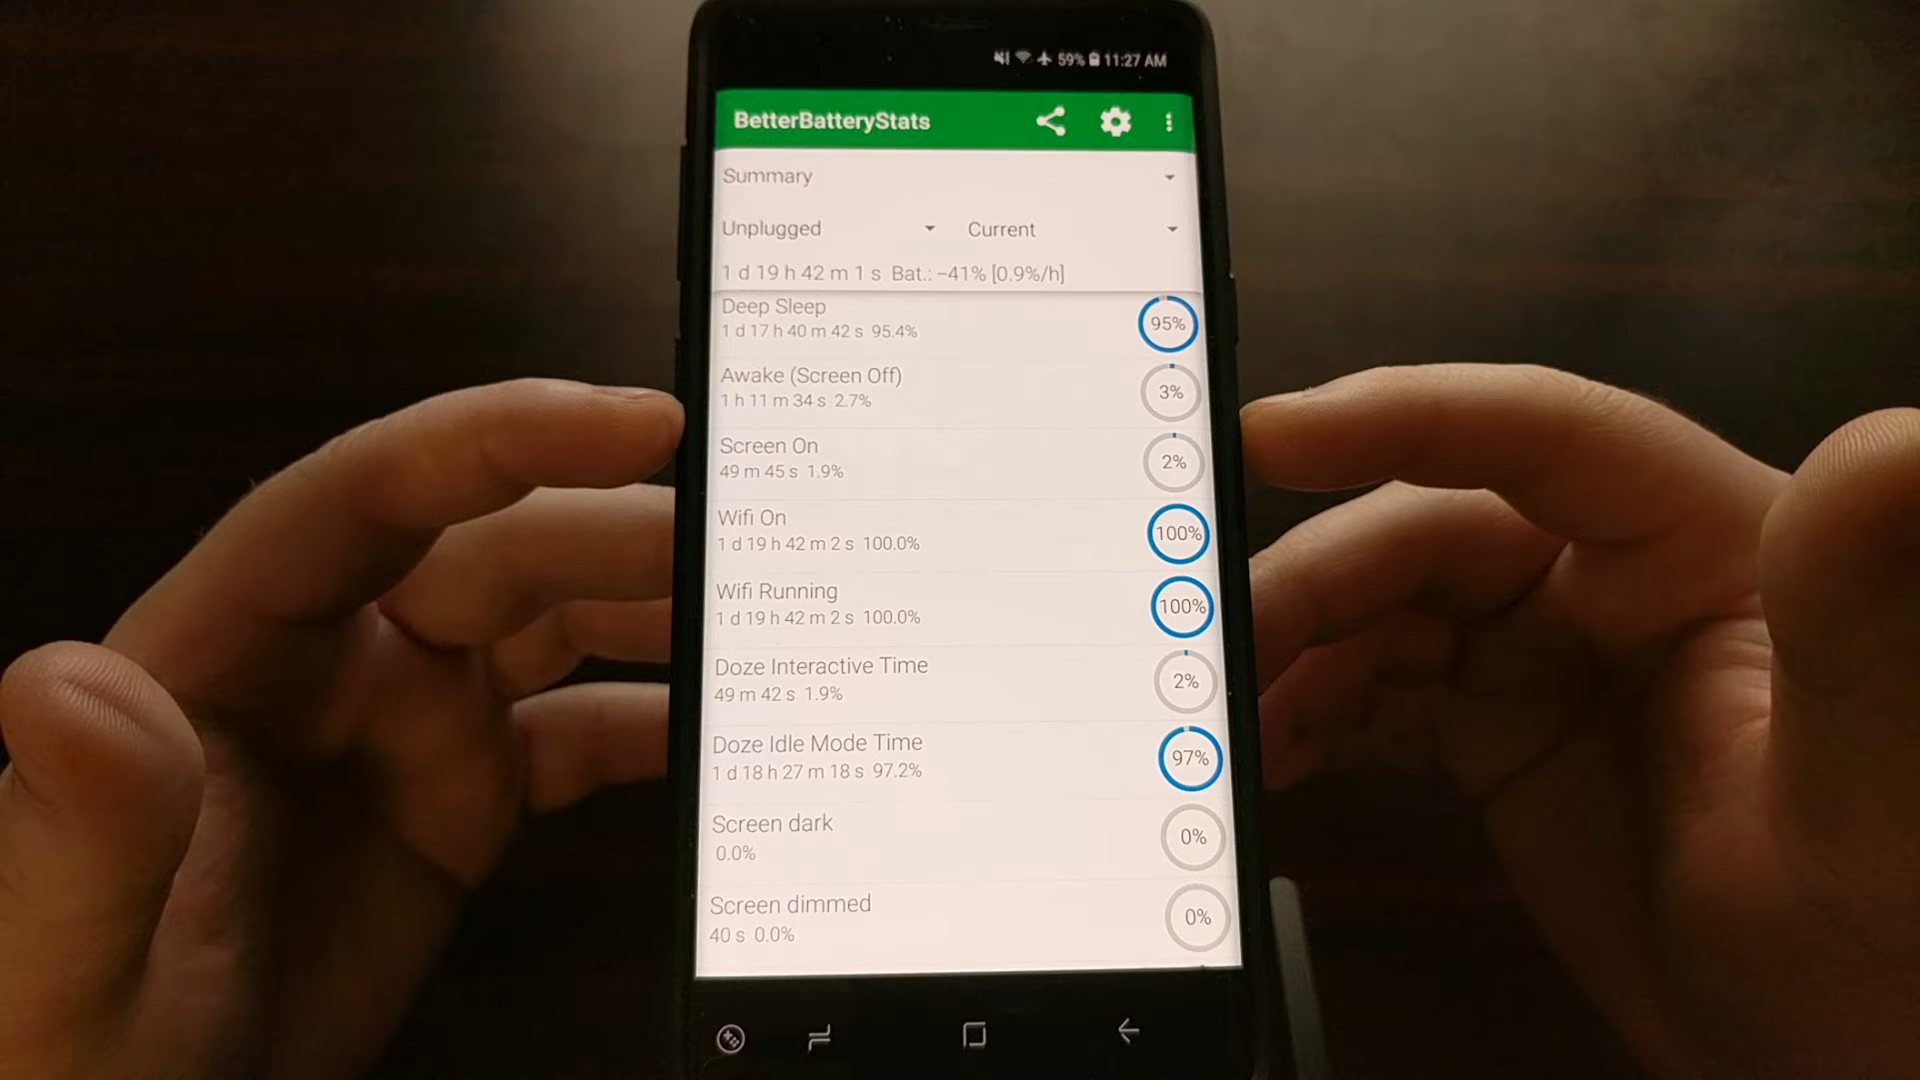 59% 11:27 AM
BetterBatteryStats
Summary
Unplugged Current
1 d 19 h 42 m 1 s Bat.: -41% [0.9%/h]
Deep Sleep
1 d 17 h 40 m 42 s 95.4%
95%
Awake (Screen Off)
1 h 11 m 34 s 2.7%
3%
Screen On
49 m 45 s 1.9%
2%
Wifi On
1 d 19 h 42 m 2 s 100.0%
100%
Wifi Running
1 d 19 h 42 m 2 s 100.0%
100%
Doze Interactive Time
49 m 42 s 1.9%
2%
Doze Idle Mode Time
1 d 18 h 27 m 18 s 97.2%
97%
Screen dark
0.0%
0%
Screen dimmed
40 s 0.0%
0%